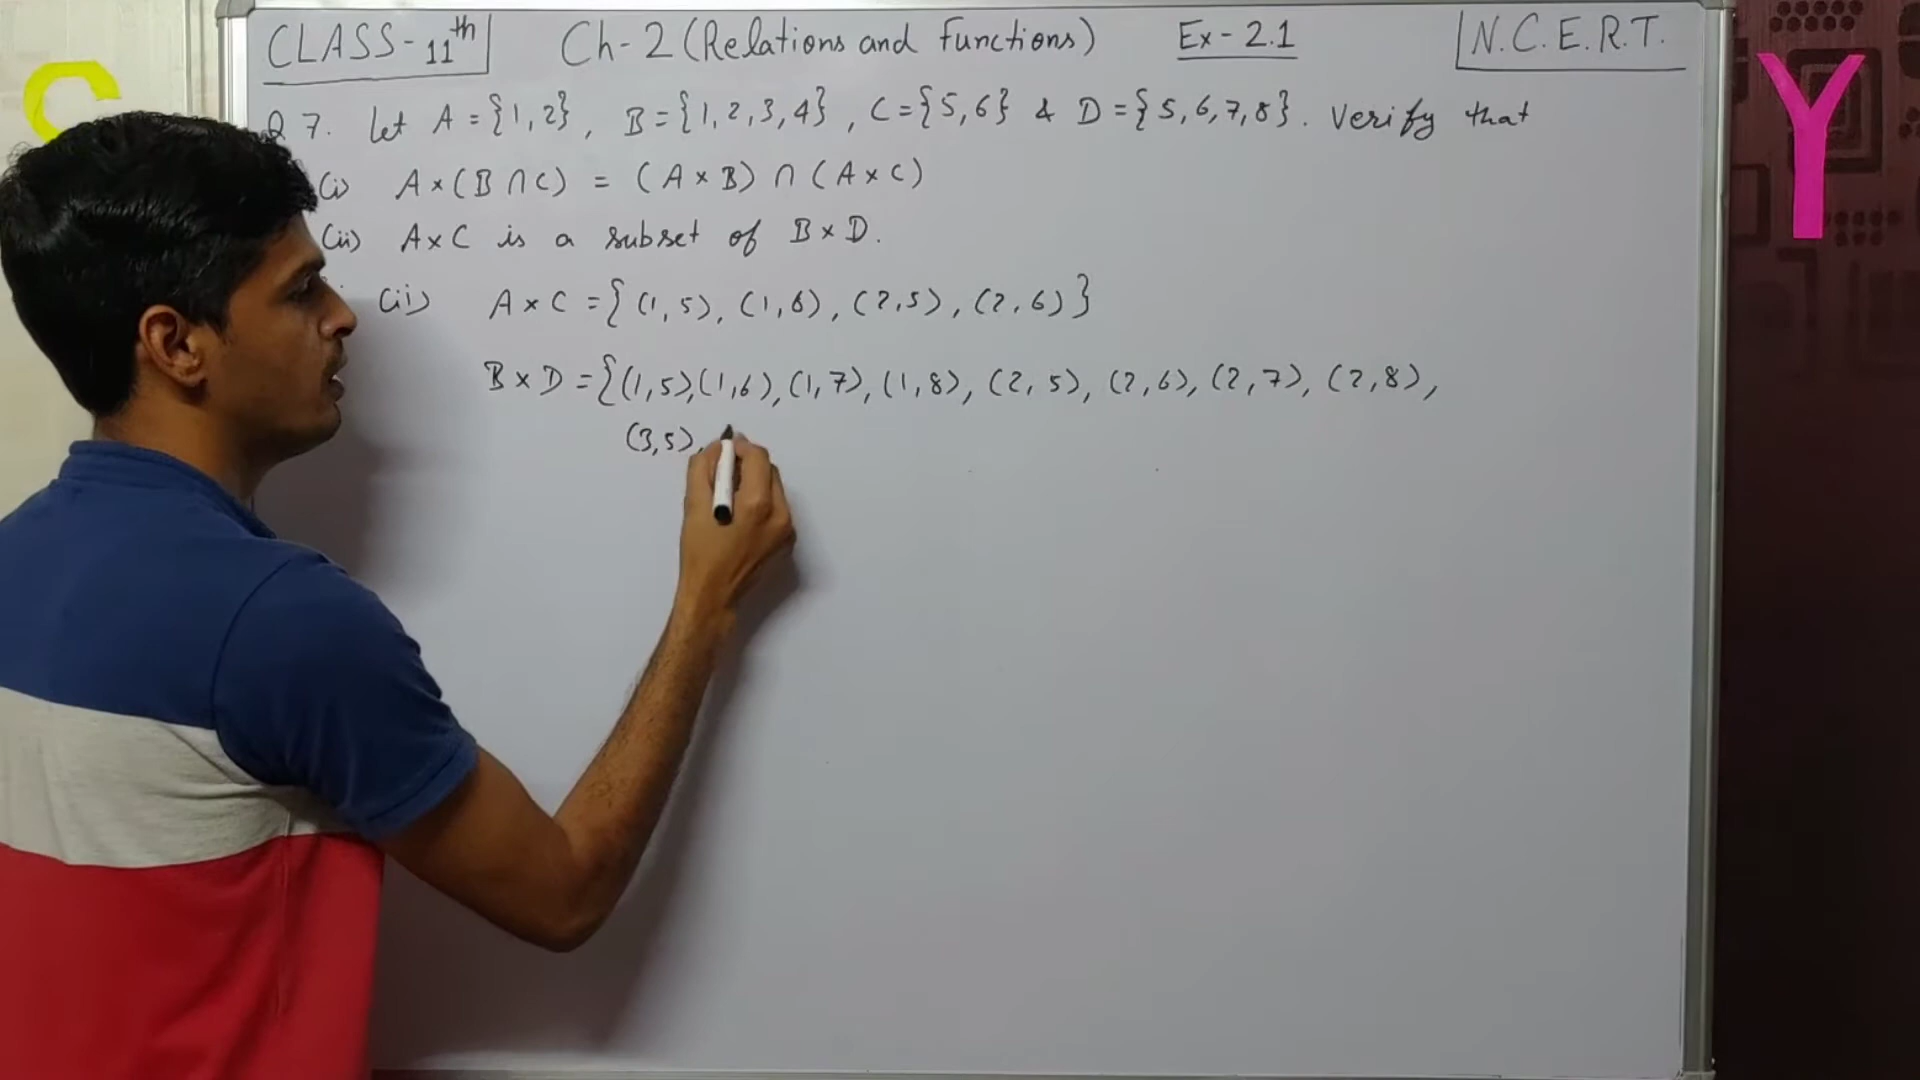 CLASS-11th Ch-2 (Relations and functions) Ex-2.1 N.C.E.R.T.
Q 7. Let A = {1,2}, B = {1,2,3,4}, C = {5,6} & D = {5,6,7,8}. Verify that
(i) A × (B ∩ C) = (A × B) ∩ (A × C)
(ii) A × C is a subset of B × D.
(ii) A × C = { (1,5), (1,6), (2,5), (2,6) }
B × D = {(1,5),(1,6),(1,7),(1,8),(2,5),(2,6),(2,7),(2,8),
(3,5),
Y